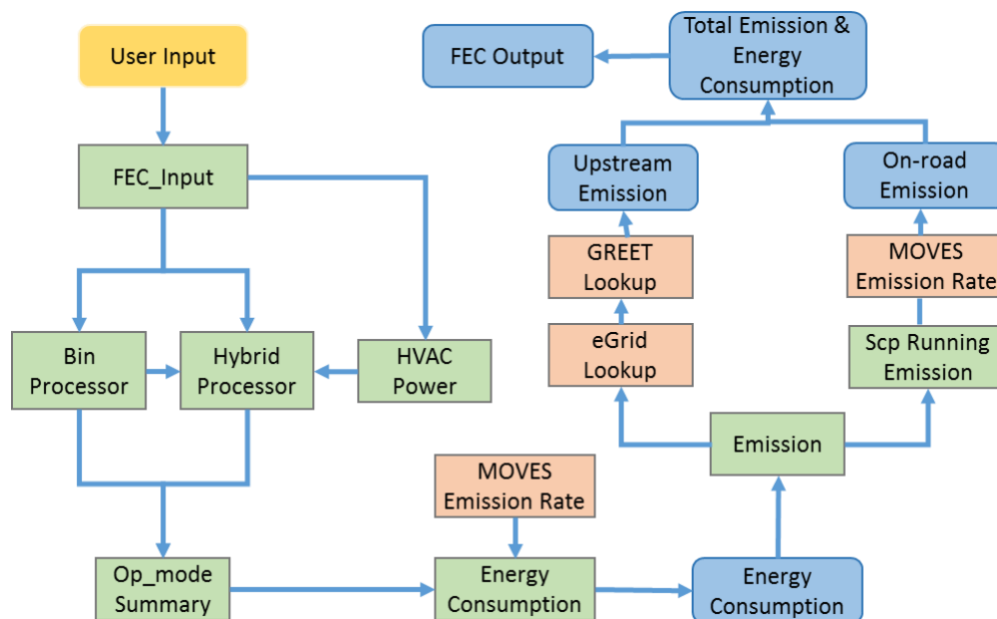 User Input
FEC Output
Total Emission &
Energy
Consumption
FEC_Input
Upstream
Emission
On-road
Emission
GREET
Lookup
MOVES
Emission Rate
Bin
Processor
Hybrid
Processor
HVAC
Power
eGrid
Lookup
Scp Running
Emission
Emission
MOVES
Emission Rate
Op_mode
Summary
Energy
Consumption
Energy
Consumption